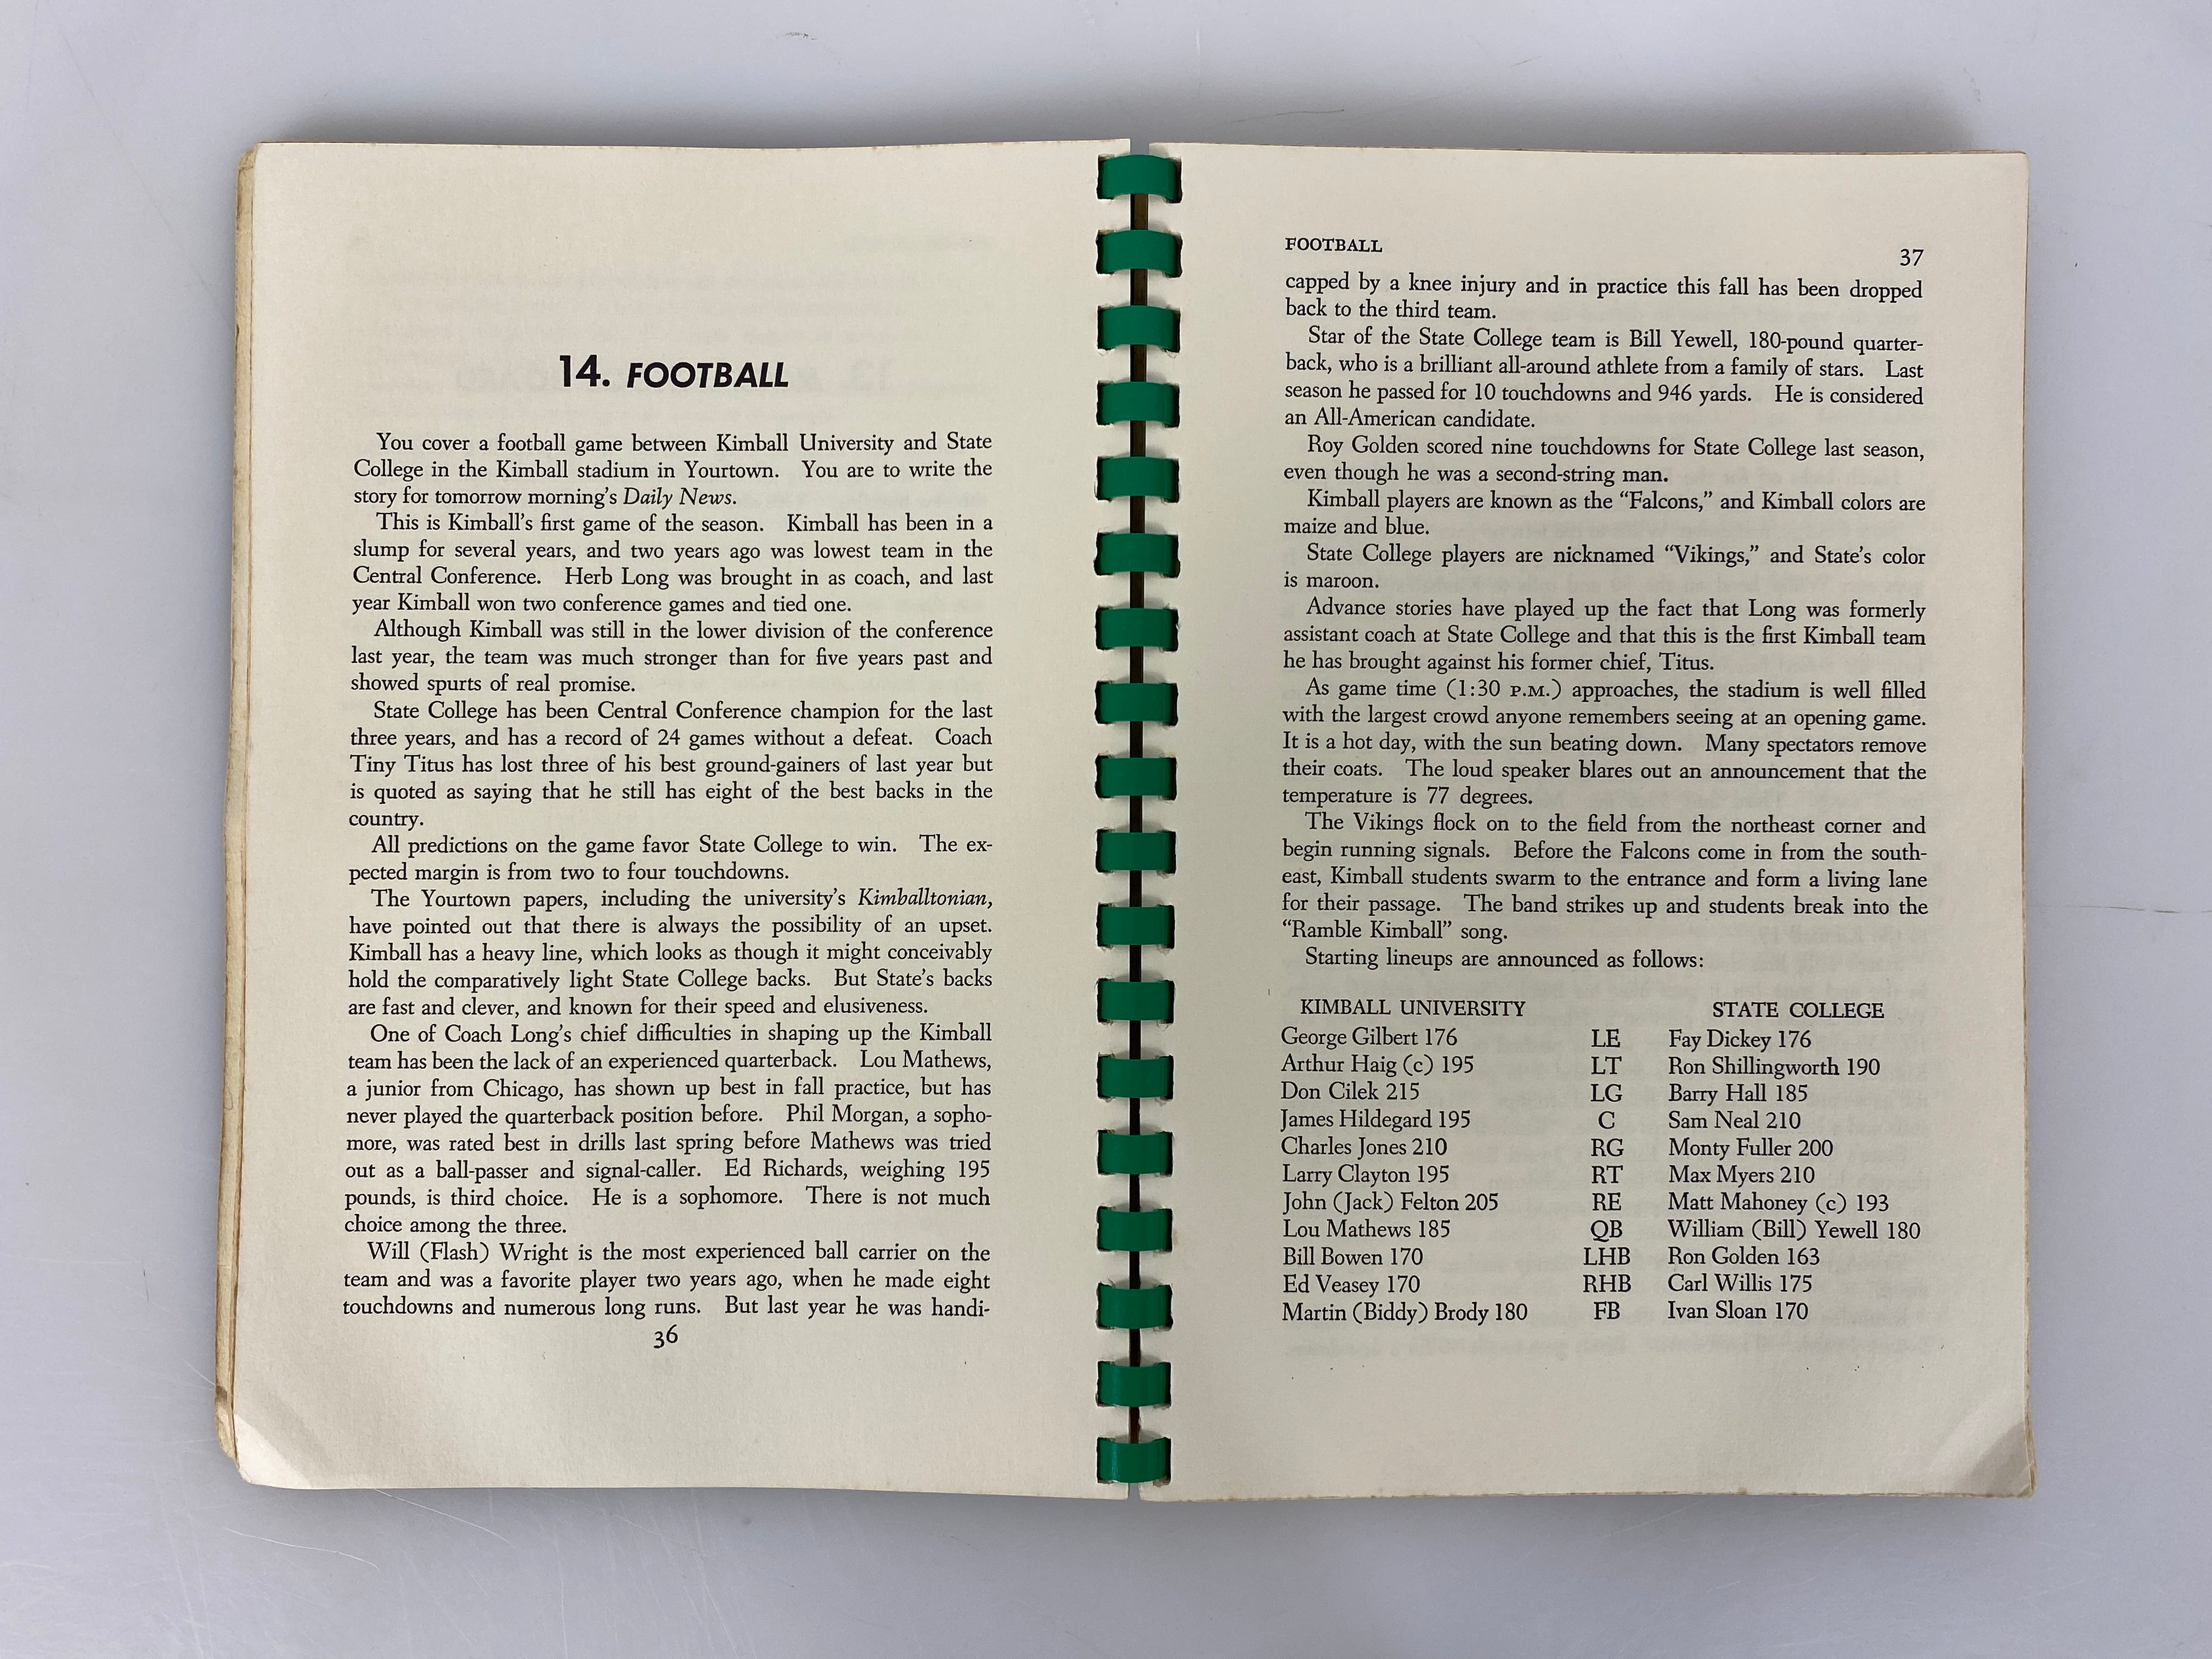 14. FOOTBALL
You cover a football game between Kimball University and State
College in the Kimball stadium in Yourtown. You are to write the
story for tomorrow morning's Daily News.
This is Kimball's first game of the season. Kimball has been in a
slump for several years, and two years ago was lowest team in the
Central Conference. Herb Long was brought in as coach, and last
year Kimball won two conference games and tied one.
Although Kimball was still in the lower division of the conference
last year, the team was much stronger than for five years past and
showed spurts of real promise.
State College has been Central Conference champion for the last
three years, and has a record of 24 games without a defeat. Coach
Tiny Titus has lost three of his best ground-gainers of last year but
is quoted as saying that he still has eight of the best backs in the
country.
All predictions on the game favor State College to win. The ex-
pected margin is from two to four touchdowns.
The Yourtown papers, including the university's Kimballtonian,
have pointed out that there is always the possibility of an upset.
Kimball has a heavy line, which looks as though it might conceivably
hold the comparatively light State College backs. But State's backs
are fast and clever, and known for their speed and elusiveness.
One of Coach Long's chief difficulties in shaping up the Kimball
team has been the lack of an experienced quarterback. Lou Mathews,
a junior from Chicago, has shown up best in fall practice, but has
never played the quarterback position before. Phil Morgan, a sopho-
more, was rated best in drills last spring before Mathews was tried
out as a ball-passer and signal-caller. Ed Richards, weighing 195
pounds, is third choice. He is a sophomore. There is not much
choice among the three.
Will (Flash) Wright is the most experienced ball carrier on the
team and was a favorite player two years ago, when he made eight
touchdowns and numerous long runs. But last year he was handi-
36
FOOTBALL 37
capped by a knee injury and in practice this fall has been dropped
back to the third team.
Star of the State College team is Bill Yewell, 180-pound quarter-
back, who is a brilliant all-around athlete from a family of stars. Last
season he passed for 10 touchdowns and 946 yards. He is considered
an All-American candidate.
Roy Golden scored nine touchdowns for State College last season,
even though he was a second-string man.
Kimball players are known as the "Falcons," and Kimball colors are
maize and blue.
State College players are nicknamed "Vikings," and State's color
is maroon.
Advance stories have played up the fact that Long was formerly
assistant coach at State College and that this is the first Kimball team
he has brought against his former chief, Titus.
As game time (1:30 P.M.) approaches, the stadium is well filled
with the largest crowd anyone remembers seeing at an opening game.
It is a hot day, with the sun beating down. Many spectators remove
their coats. The loud speaker blares out an announcement that the
temperature is 77 degrees.
The Vikings flock on to the field from the northeast corner and
begin running signals. Before the Falcons come in from the south-
east, Kimball students swarm to the entrance and form a living lane
for their passage. The band strikes up and students break into the
"Ramble Kimball" song.
Starting lineups are announced as follows:
KIMBALL UNIVERSITY STATE COLLEGE
George Gilbert 176 LE Fay Dickey 176
Arthur Haig (c) 195 LT Ron Shillingworth 190
Don Cilek 215 LG Barry Hall 185
James Hildegard 195 C Sam Neal 210
Charles Jones 210 RG Monty Fuller 200
Larry Clayton 195 RT Max Myers 210
John (Jack) Felton 205 RE Matt Mahoney (c) 193
Lou Mathews 185 QB William (Bill) Yewell 180
Bill Bowen 170 LHB Ron Golden 163
Ed Veasey 170 RHB Carl Willis 175
Martin (Biddy) Brody 180 FB Ivan Sloan 170